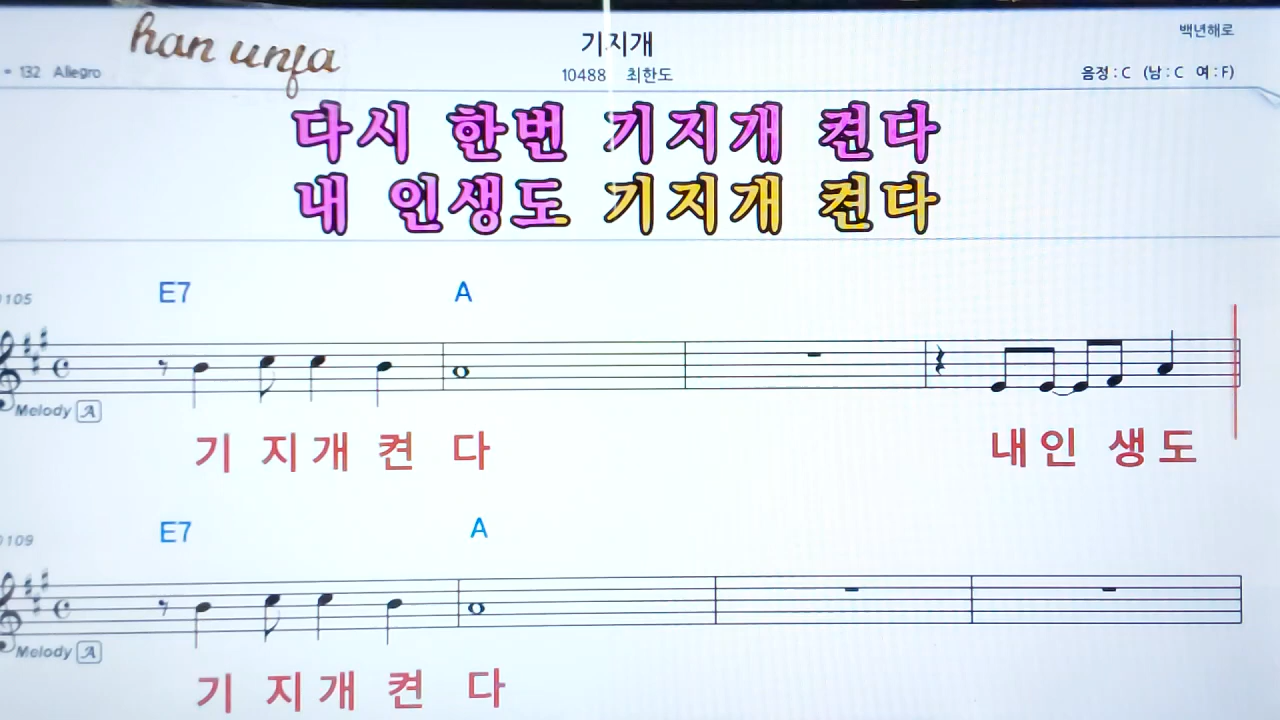 han unja
기지개
백년해로
= 132 Allegro
10488 최한도
음정 : C (남 : C 여 : F)
다시 한번 기지개 켠다
내 인생도 기지개 켠다
0105
E7 A
Melody A
기 지개 켠 다 내인 생도
0109
E7 A
Melody A
기 지개 켠 다